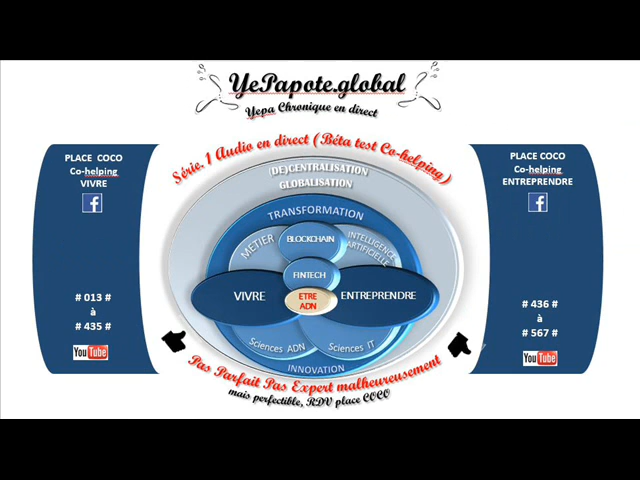 YePapote.global
Yepa Chronique en direct
Série, 1 Audio en direct (Béta test Co-helping)
PLACE COCO
Co-helping
VIVRE
# 013 #
à
# 435 #
YouTube
(DE)CENTRALISATION
GLOBALISATION
TRANSFORMATION
METIER
BLOCKCHAIN
INTELLIGENCE
ARTIFICIELLE
FINTECH
VIVRE
ETRE
ADN
ENTREPRENDRE
Sciences ADN
Sciences IT
INNOVATION
PLACE COCO
Co-helping
ENTREPRENDRE
# 436 #
à
# 567 #
YouTube
Pas Parfait Pas Expert malheureusement
mais perfectible, RDV place COCO